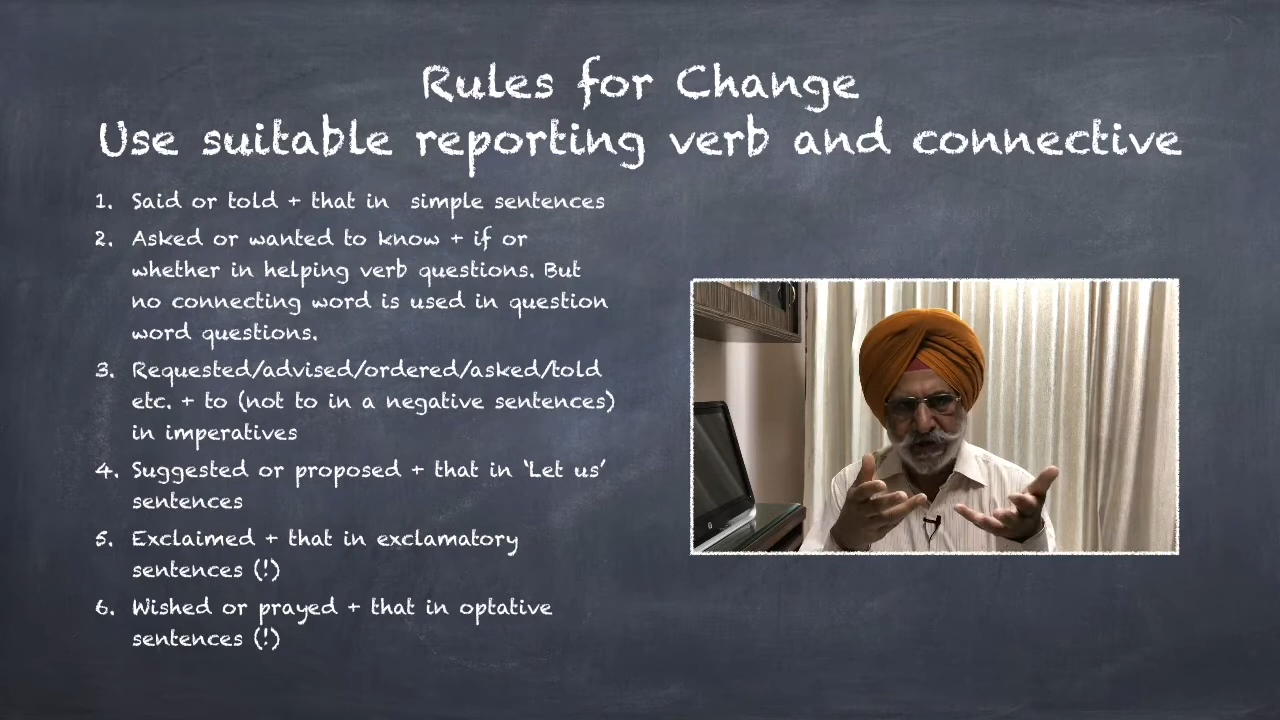 Rules for Change
Use suitable reporting verb and connective
1. Said or told + that in simple sentences
2. Asked or wanted to know + if or
whether in helping verb questions. But
no connecting word is used in question
word questions.
3. Requested/advised/ordered/asked/told
etc. + to (not to in a negative sentences)
in imperatives
4. Suggested or proposed + that in ‘Let us’
sentences
5. Exclaimed + that in exclamatory
sentences (!)
6. Wished or prayed + that in optative
sentences (!)